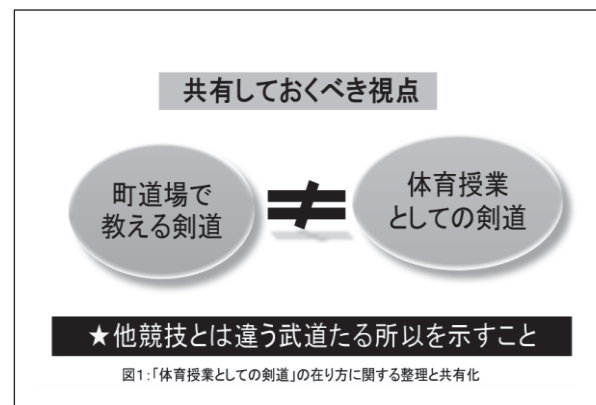 共有しておくべき視点
町道場で
教える剣道
≠
体育授業
としての剣道
★他競技とは違う武道たる所以を示すこと
図1:「体育授業としての剣道」の在り方に関する整理と共有化